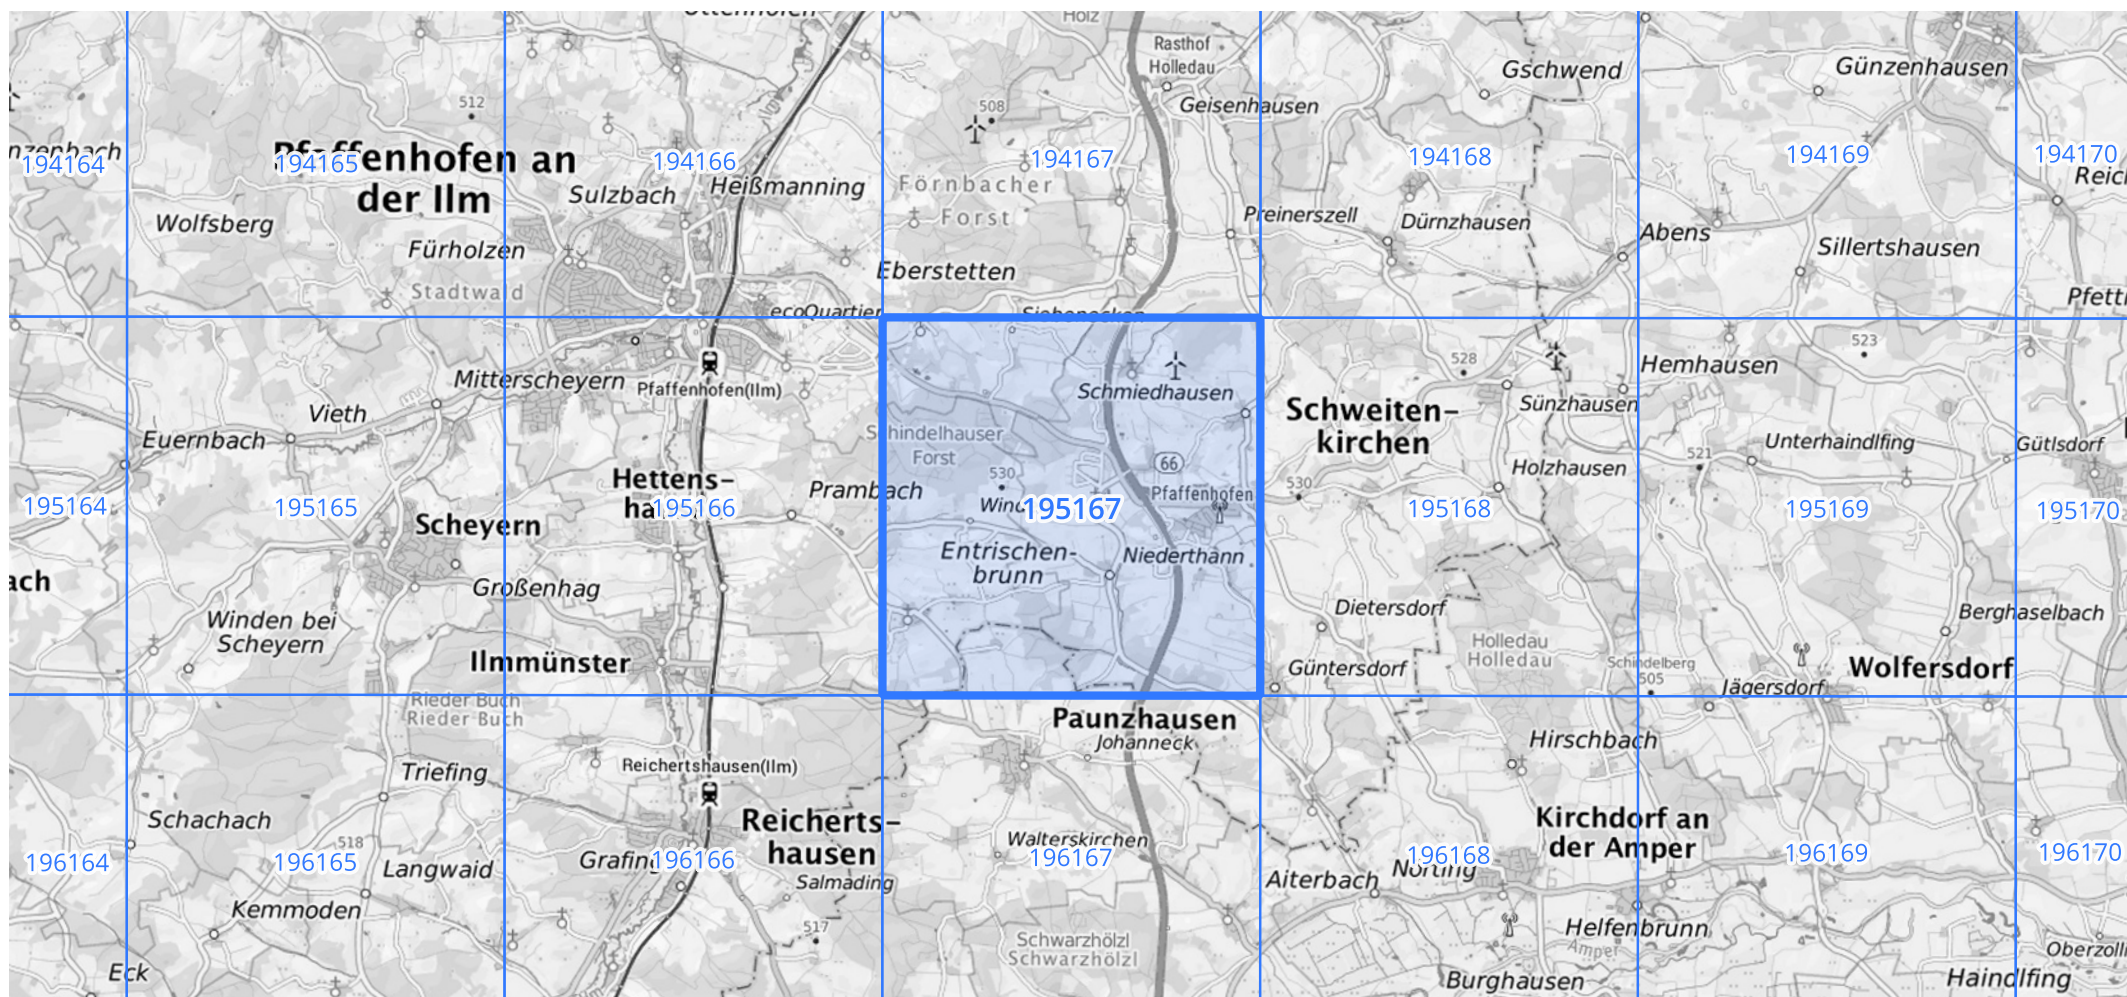 Holz
Rasthof
Holledau
Gschwend
Günzenhausen
512
508
Geisenhausen
Pfaffenhofen an
der Ilm
194164
194165
194166
194167
194168
194169
194170
Sulzbach
Heißmanning
Förnbacher
Forst
Reich
Wolfsberg
Fürholzen
Preinerszell
Dürnzhausen
Abens
Sillertshausen
Stadtwald
Eberstetten
ecoQuartier
Siebenecken
Pfett
Mitterscheyern
Pfaffenhofen(Ilm)
Schmiedhausen
528
Hemhausen
523
Vieth
Euernbach
Schweiten-
kirchen
Sünzhausen
Schindelhauser
Forst
Unterhaindlfing
Gütlsdorf
Hettens-
530
66
530
Holzhausen
521
Prambach
Pfaffenhofen
195164
195165
195166
195167
195168
195169
195170
Scheyern
Entrischen-
brunn
Niederthann
ach
Großenhag
Winden bei
Scheyern
Dietersdorf
Berghaselbach
Ilmmünster
Güntersdorf
Holledau
Holledau
Schindelberg
505
Jägersdorf
Wolfersdorf
Rieder Buch
Rieder Buch
Paunzhausen
Johanneck
Hirschbach
Triefing
Reichertshausen(Ilm)
Schachach
Reicherts-
hausen
Kirchdorf an
der Amper
518
Langwaid
Walterskirchen
196164
196165
196166
196167
196168
196169
196170
Salmading
Aiterbach
Nörting
Kemmoden
517
Helfenbrunn
Amper
Schwarzhölzl
Schwarzhölzl
Eck
Burghausen
Haindlfing